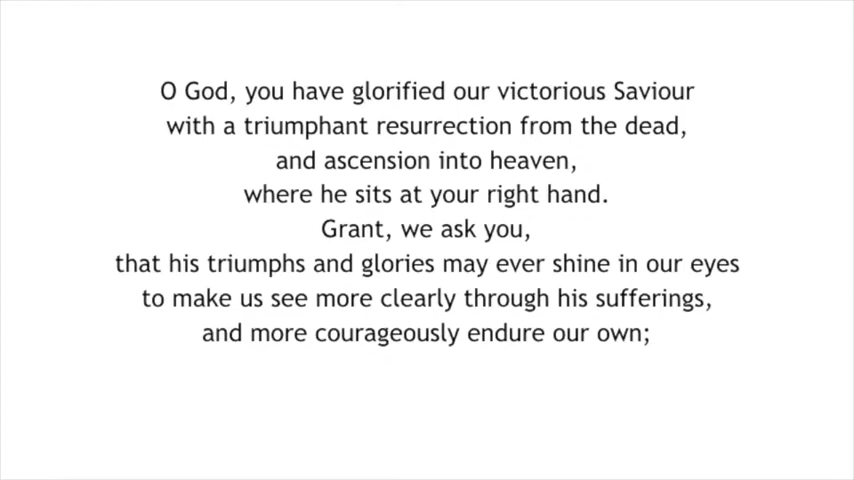 O God, you have glorified our victorious Saviour
with a triumphant resurrection from the dead,
and ascension into heaven,
where he sits at your right hand.
Grant, we ask you,
that his triumphs and glories may ever shine in our eyes
to make us see more clearly through his sufferings,
and more courageously endure our own;